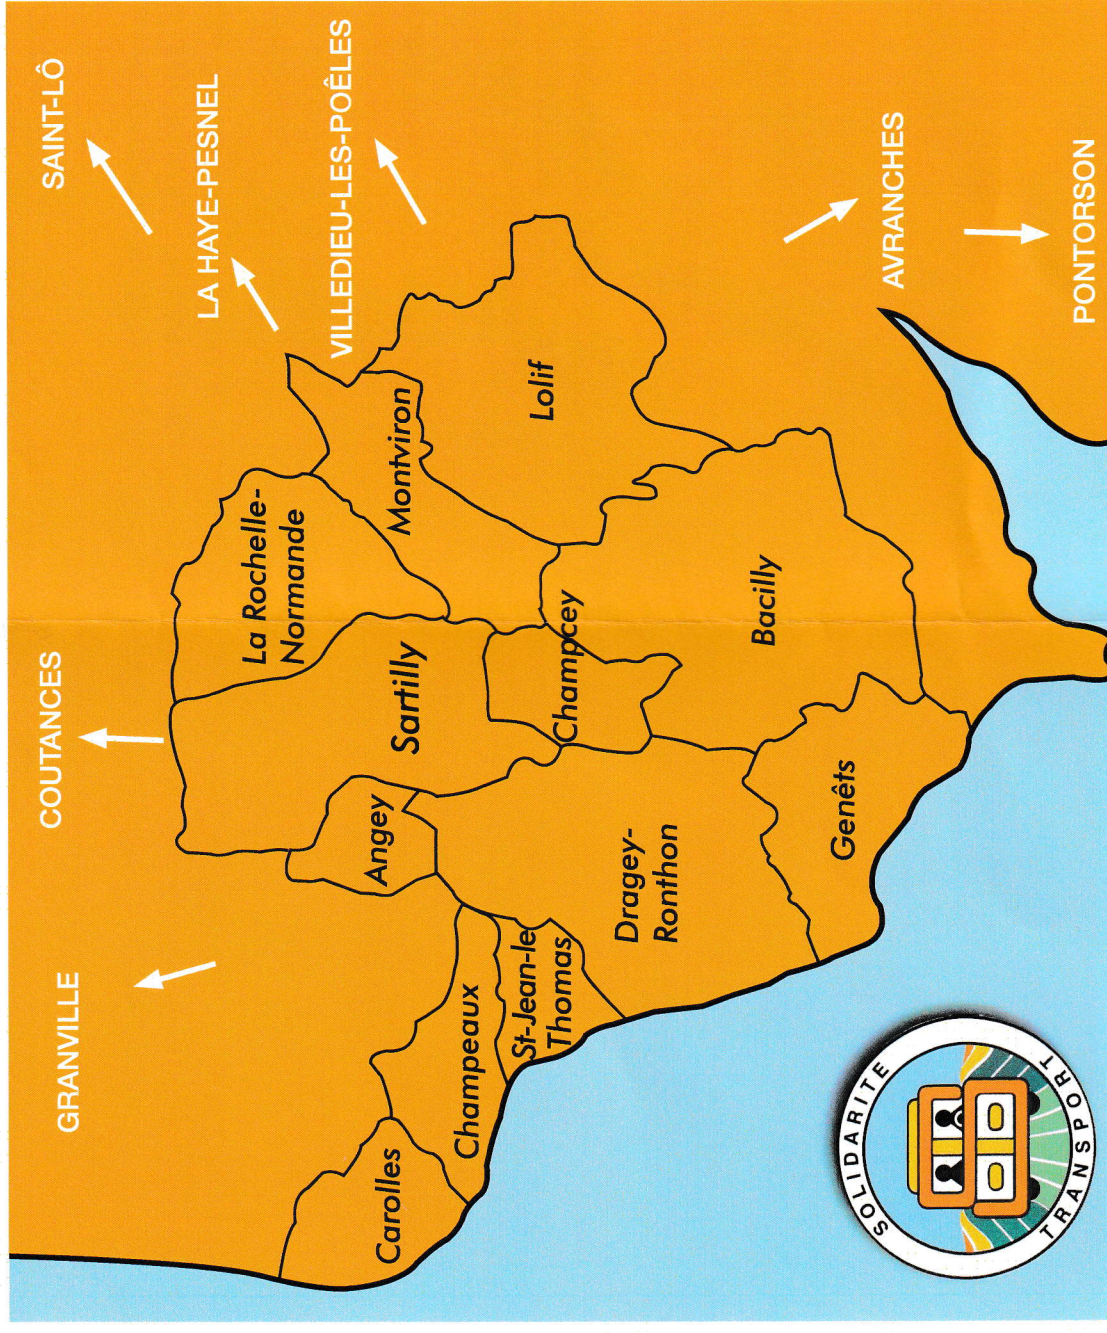 GRANVILLE
COUTANCES
SAINT-LÔ
LA HAYE-PESNEL
VILLEDIEU-LES-POÊLES
La Rochelle-
Normande
Carolles
Angey
Sartilly
Montviron
Champeaux
St-Jean-le
Thomas
Champcey
Lolif
Dragey-
Ronthon
Bacilly
Genêts
AVRANCHES
PONTORSON
SOLIDARITE
TRANSPORT